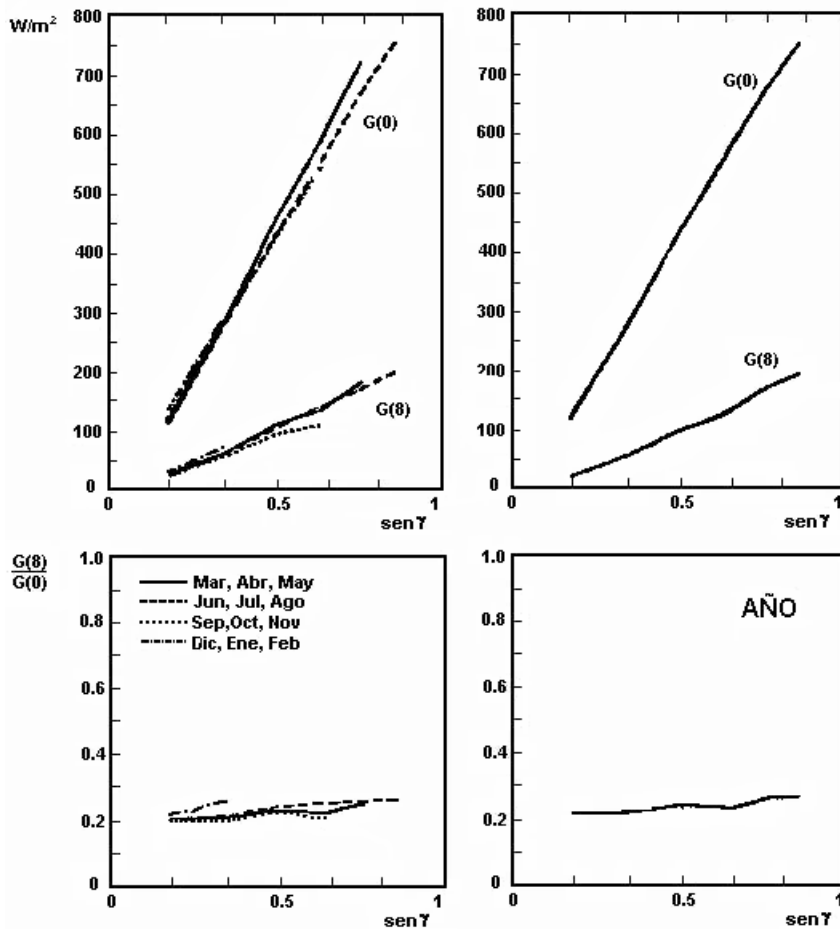 W/m²
800
700
600
500
400
300
200
100
0
G(0)
G(8)
0
0.5
1
sen γ
800
700
600
500
400
300
200
100
0
G(0)
G(8)
0
0.5
1
sen γ
G(8)
G(0)
1.0
0.8
0.6
0.4
0.2
0
Mar, Abr, May
Jun, Jul, Ago
Sep,Oct, Nov
Dic, Ene, Feb
0
0.5
1
sen γ
1.0
0.8
0.6
0.4
0.2
0
AÑO
0
0.5
1
sen γ